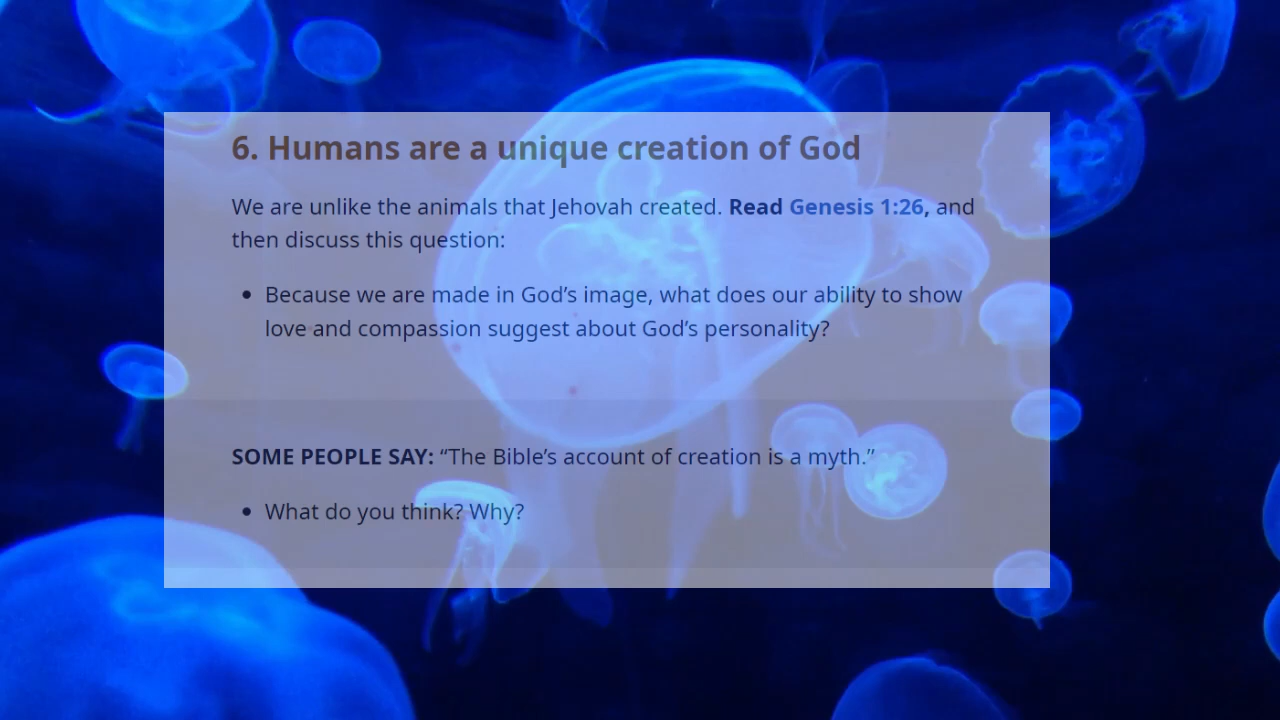 6. Humans are a unique creation of God
We are unlike the animals that Jehovah created. Read Genesis 1:26, and
then discuss this question:
• Because we are made in God’s image, what does our ability to show
love and compassion suggest about God’s personality?
SOME PEOPLE SAY: “The Bible’s account of creation is a myth.”
• What do you think? Why?